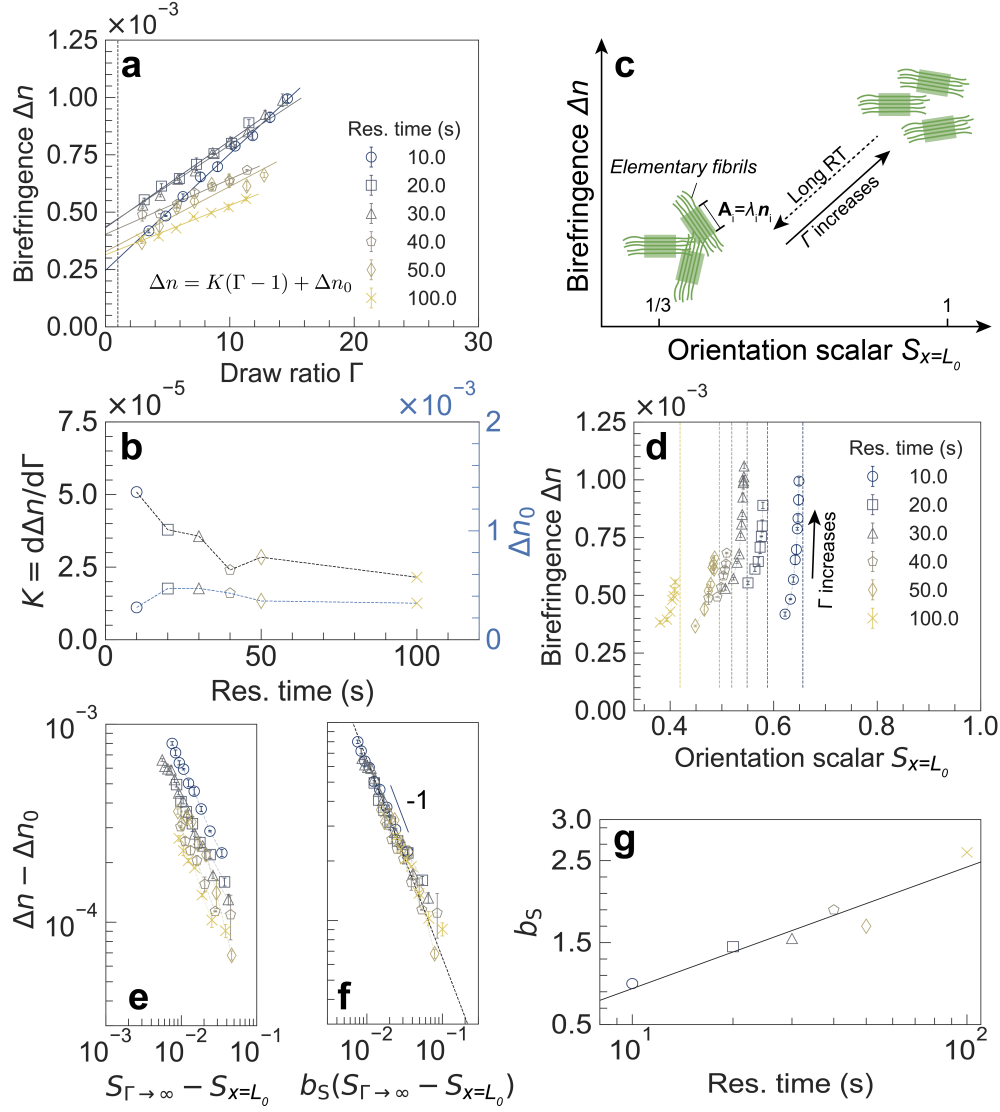 ×10⁻³
a
Birefringence Δn
1.25
1.00
0.75
0.50
0.25
0.00
Res. time (s)
10.0
20.0
30.0
40.0
50.0
100.0
Δn = K(Γ − 1) + Δn₀
0
10
20
30
Draw ratio Γ
c
Birefringence Δn
Elementary fibrils
Aᵢ=λᵢnᵢ
Long RT
Γ increases
1/3
1
Orientation scalar Sₓ₌L₀
×10⁻⁵
×10⁻³
b
K = dΔn/dΓ
7.5
5.0
2.5
0.0
2
1
0
Δn₀
0
50
100
Res. time (s)
×10⁻³
d
Birefringence Δn
1.25
1.00
0.75
0.50
0.25
0.00
Res. time (s)
10.0
20.0
30.0
40.0
50.0
100.0
Γ increases
0.4
0.6
0.8
1.0
Orientation scalar Sₓ₌L₀
Δn − Δn₀
10⁻³
10⁻⁴
e
10⁻³
10⁻²
10⁻¹
S_Γ→∞ − Sₓ₌L₀
-1
f
10⁻²
10⁻¹
b_S(S_Γ→∞ − Sₓ₌L₀)
g
b_S
3.0
2.5
1.5
0.5
10¹
10²
Res. time (s)